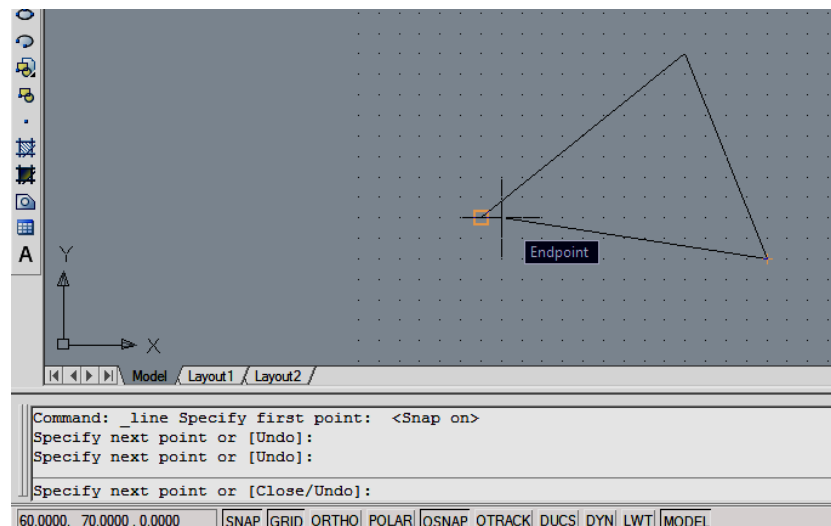 Endpoint
A
Y
X
Model Layout1 Layout2
Command: _line Specify first point: <Snap on>
Specify next point or [Undo]:
Specify next point or [Undo]:
Specify next point or [Close/Undo]:
60.0000, 70.0000 , 0.0000 SNAP GRID ORTHO POLAR OSNAP OTRACK DUCS DYN LWT MODEL